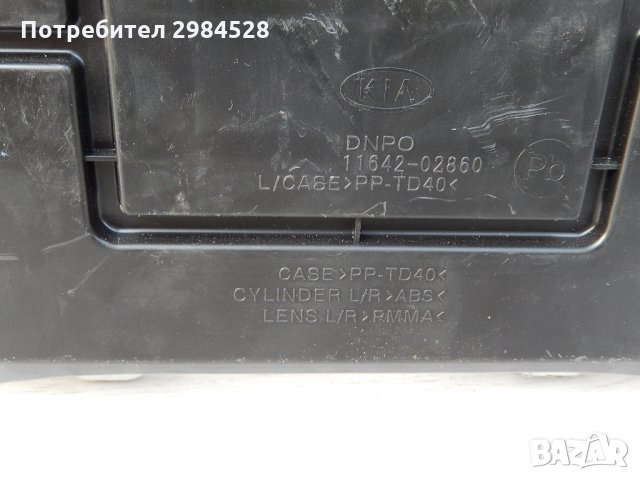 Потребител 2984528
KIA
DNPO
11642-02860
L/CASE>PP-TD40<
Pb
CASE>PP-TD40<
CYLINDER L/R>ABS<
LENS L/R>PMMA<
BAZAR